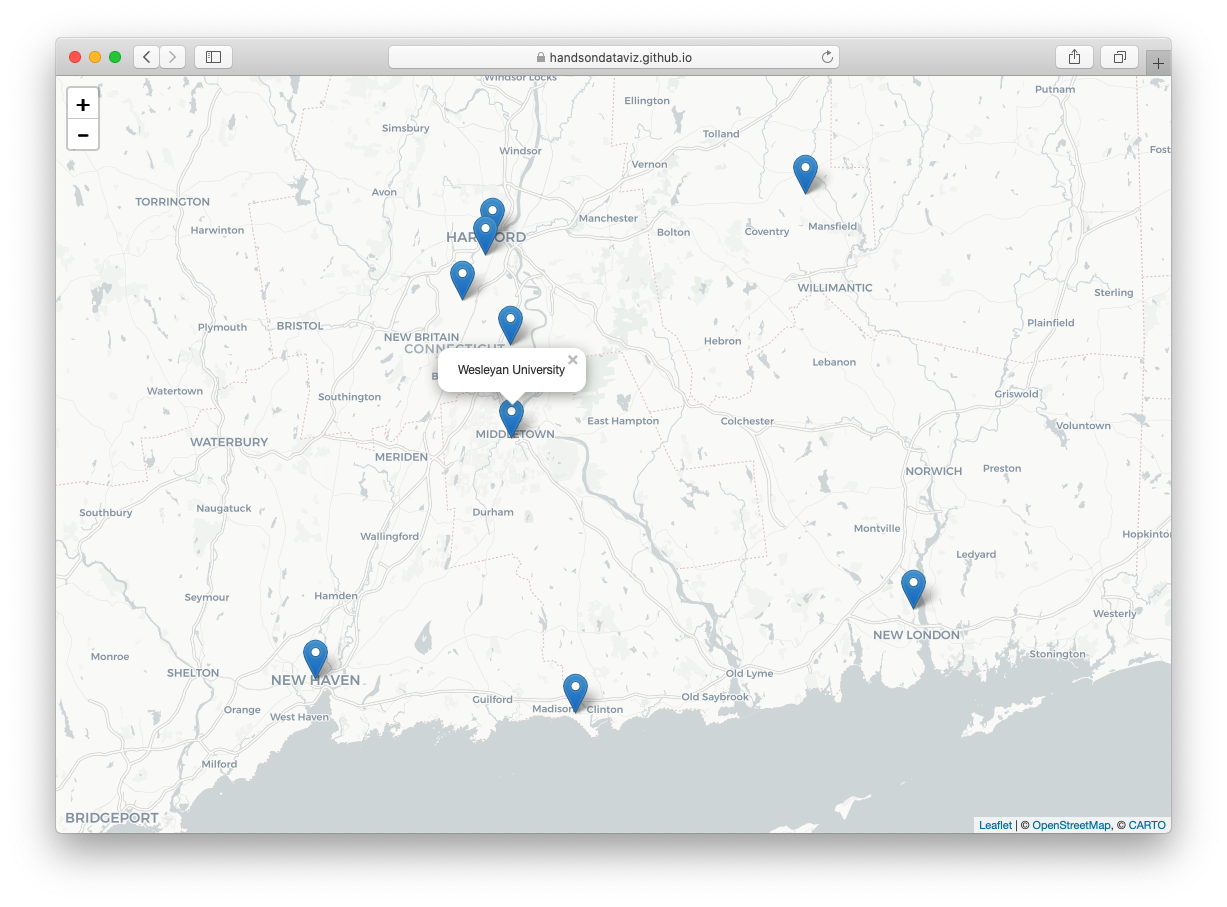 handsondataviz.github.io
+
+
−
Windsor Locks
Putnam
Ellington
Simsbury
Tolland
Windsor
Vernon
Avon
TORRINGTON
Manchester
Harwinton
Bolton
Coventry
Mansfield
WILLIMANTIC
Sterling
Plymouth
BRISTOL
Plainfield
NEW BRITAIN
CONNECTICUT
Hebron
Lebanon
Wesleyan University
×
Watertown
Southington
Griswold
East Hampton
Colchester
Voluntown
MIDDLETOWN
WATERBURY
MERIDEN
NORWICH
Preston
Southbury
Naugatuck
Durham
Montville
Wallingford
Ledyard
Seymour
Hamden
Westerly
NEW LONDON
Monroe
Stonington
SHELTON
NEW HAVEN
Old Lyme
Guilford
Old Saybrook
Orange
West Haven
Madison
Clinton
Milford
BRIDGEPORT
Leaflet | © OpenStreetMap, © CARTO